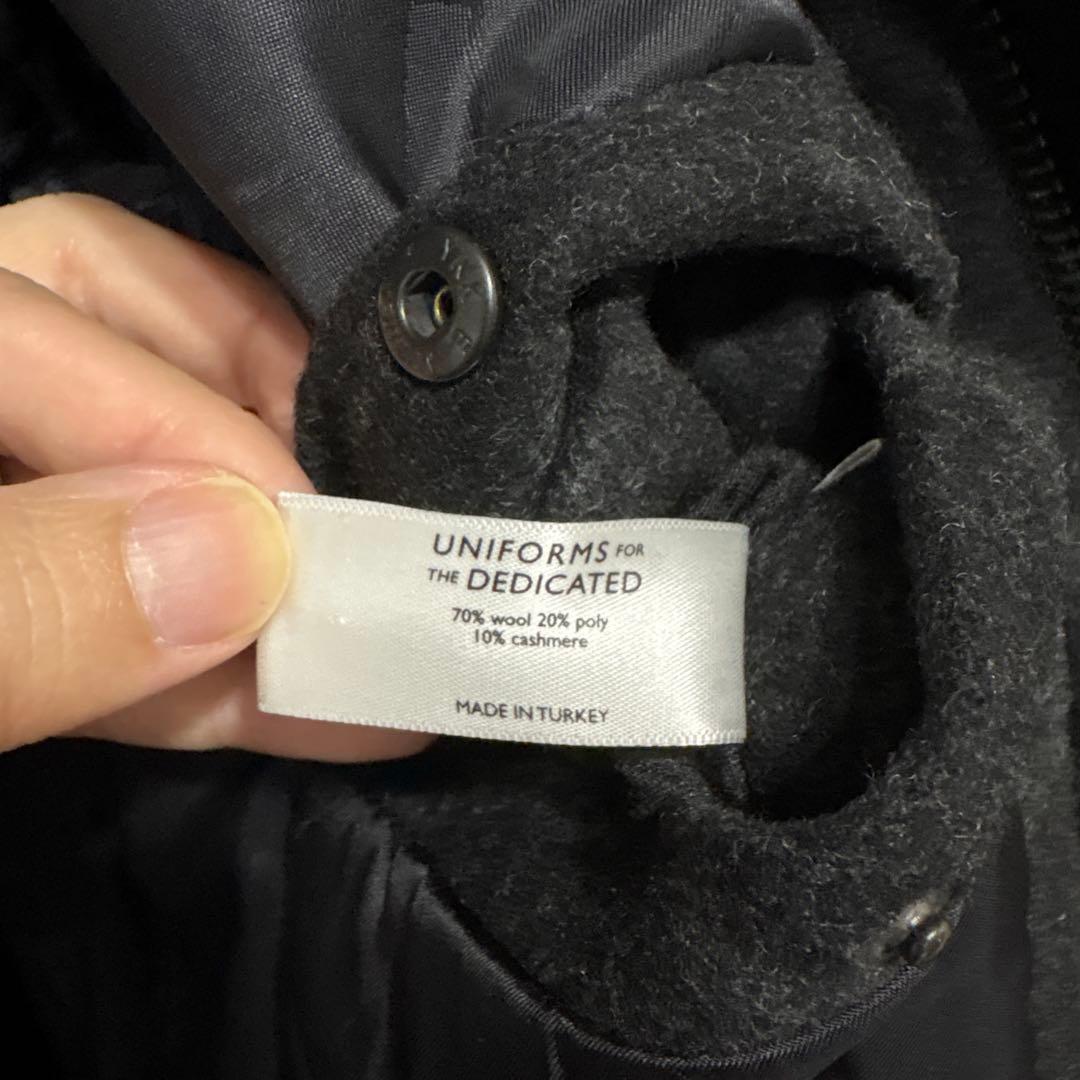 UNIFORMS FOR
THE DEDICATED
70% wool 20% poly
10% cashmere
MADE IN TURKEY